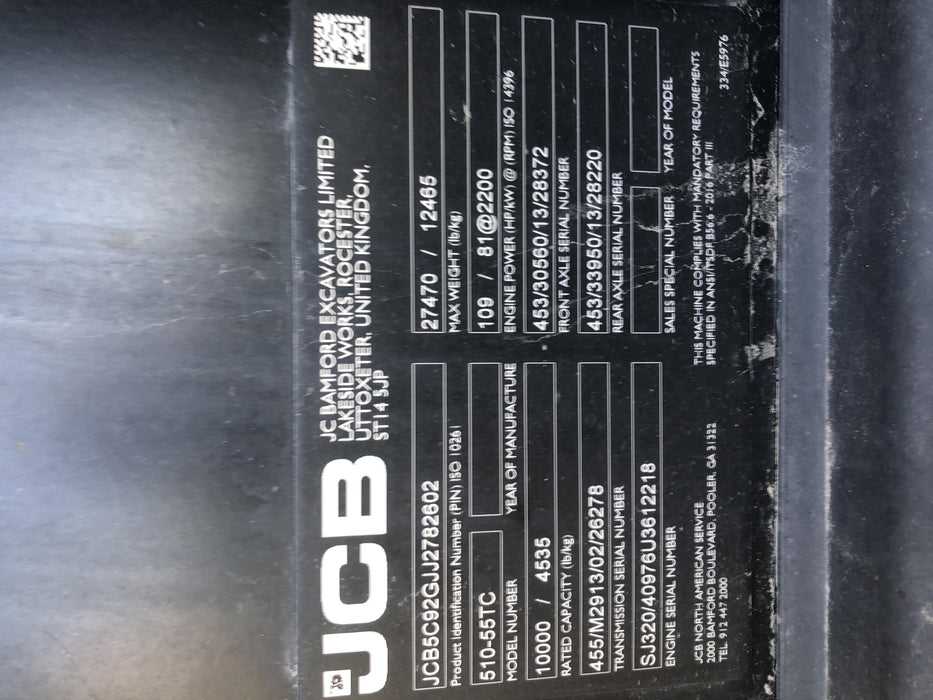 JCB
JC BAMFORD EXCAVATORS LIMITED
LAKESIDE WORKS, ROCESTER,
UTTOXETER, UNITED KINGDOM,
ST14 5JP
JCB5C92GJJ2782602
Product Identification Number (PIN) ISO 10261
27470 / 12465
MAX WEIGHT (lb/kg)
510-55TC
MODEL NUMBER
YEAR OF MANUFACTURE
109 / 81@2200
ENGINE POWER (HP/kW) @ (RPM) ISO 14396
10000 / 4535
RATED CAPACITY (lb/kg)
453/30560/13/28372
FRONT AXLE SERIAL NUMBER
455/M2913/02/26278
TRANSMISSION SERIAL NUMBER
453/33950/13/28220
REAR AXLE SERIAL NUMBER
SJ320/40976U3612218
ENGINE SERIAL NUMBER
SALES SPECIAL NUMBER
YEAR OF MODEL
JCB NORTH AMERICAN SERVICE
2000 BAMFORD BOULEVARD, POOLER, GA 31322
TEL. 912 447 2000
THIS MACHINE COMPLIES WITH MANDATORY REQUIREMENTS
SPECIFIED IN ANSI/ITSDF B56.6 - 2016 PART III
334/E5976